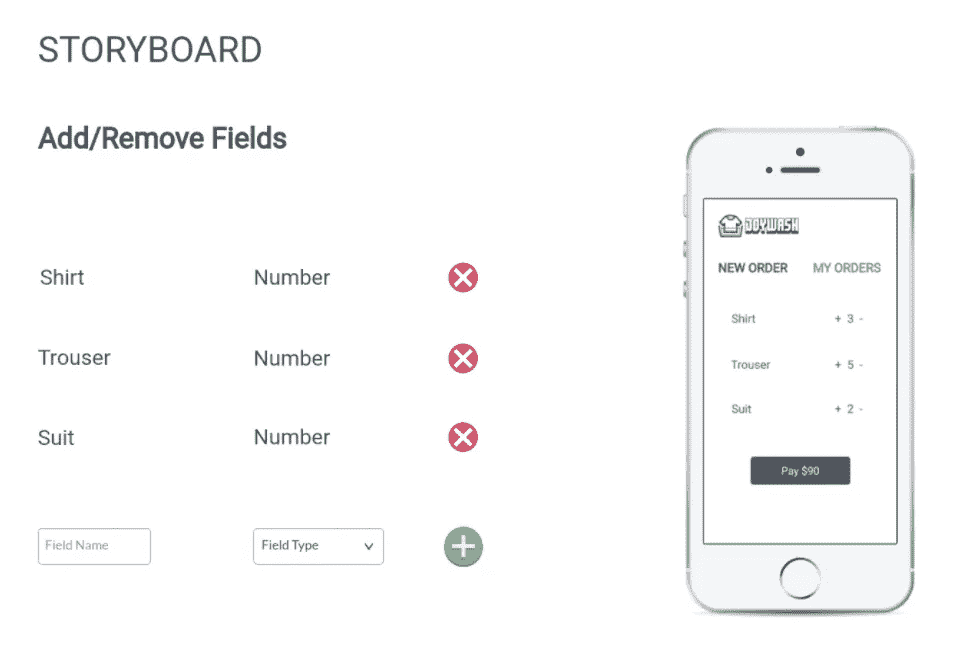 STORYBOARD
Add/Remove Fields
Shirt Number
Trouser Number
Suit Number
Field Name Field Type
JOYWASH
NEW ORDER MY ORDERS
Shirt + 3 -
Trouser + 5 -
Suit + 2 -
Pay $90